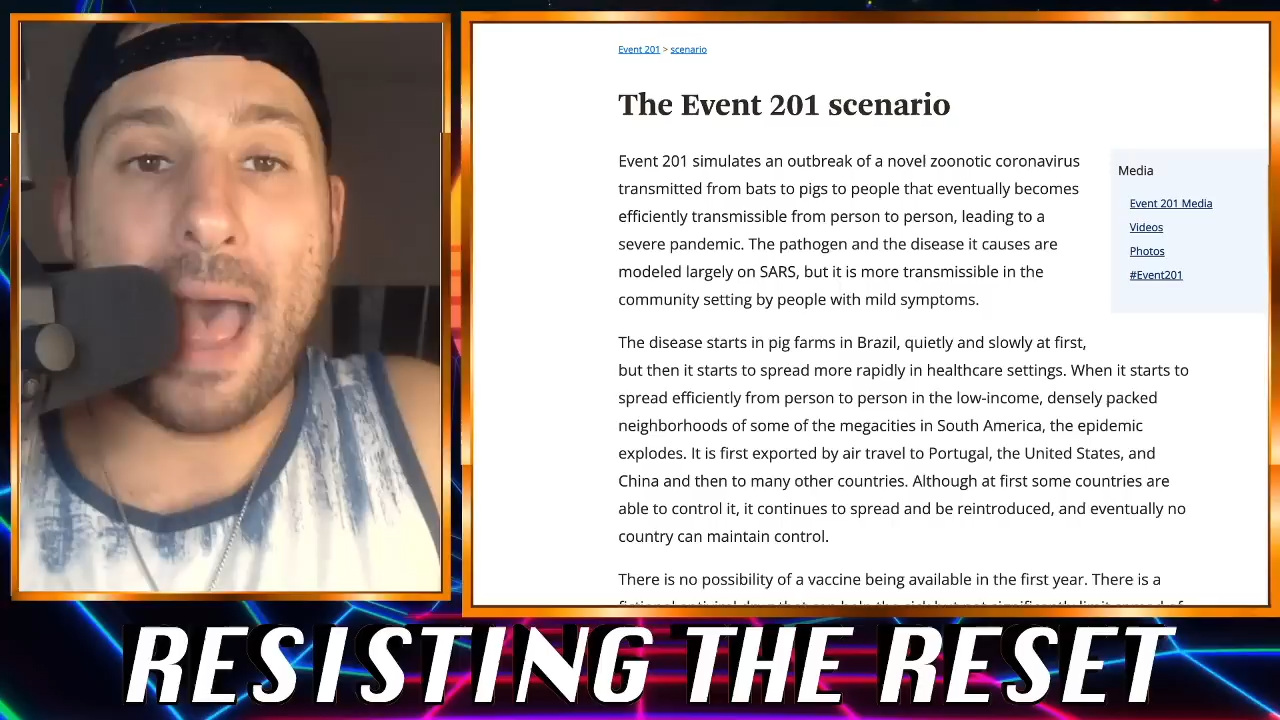 Event 201 > scenario
The Event 201 scenario
Event 201 simulates an outbreak of a novel zoonotic coronavirus
transmitted from bats to pigs to people that eventually becomes
efficiently transmissible from person to person, leading to a
severe pandemic. The pathogen and the disease it causes are
modeled largely on SARS, but it is more transmissible in the
community setting by people with mild symptoms.
Media
Event 201 Media
Videos
Photos
#Event201
The disease starts in pig farms in Brazil, quietly and slowly at first,
but then it starts to spread more rapidly in healthcare settings. When it starts to
spread efficiently from person to person in the low-income, densely packed
neighborhoods of some of the megacities in South America, the epidemic
explodes. It is first exported by air travel to Portugal, the United States, and
China and then to many other countries. Although at first some countries are
able to control it, it continues to spread and be reintroduced, and eventually no
country can maintain control.
There is no possibility of a vaccine being available in the first year. There is a
RESISTING THE RESET